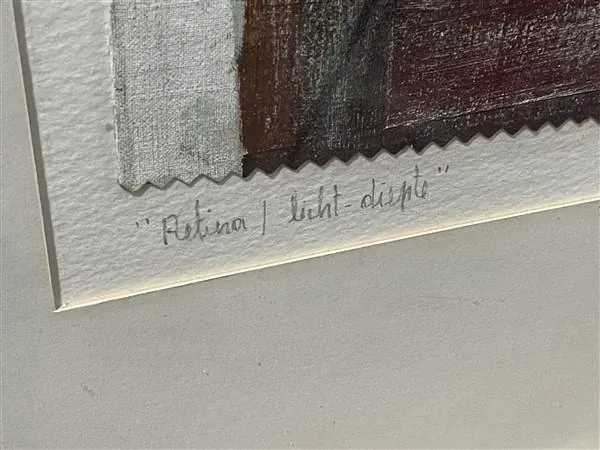 "Retina / licht-diepte"